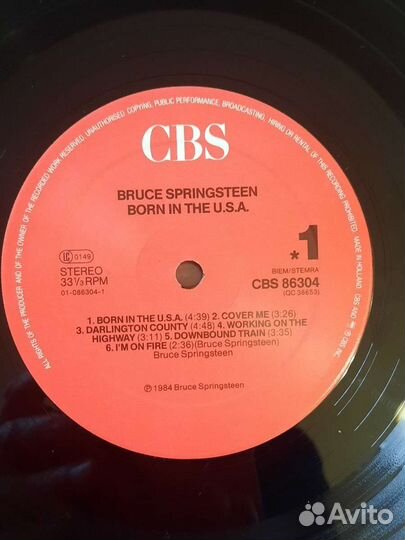 ALL RIGHTS OF THE PRODUCER AND OF THE OWNER OF THE RECORDED WORK RESERVED. UNAUTHORISED COPYING, PUBLIC PERFORMANCE, BROADCASTING, HIRING OR RENTAL OF THIS RECORDING PROHIBITED. MADE IN HOLLAND.
CBS
BRUCE SPRINGSTEEN
BORN IN THE U.S.A.
LC 0149
STEREO
33 1/3 RPM
01-086304-1
*1
BIEM/STEMRA
CBS 86304
(QC 38653)
1. BORN IN THE U.S.A. (4:39) 2. COVER ME (3:26)
3. DARLINGTON COUNTY (4:48) 4. WORKING ON THE
HIGHWAY (3:11) 5. DOWNBOUND TRAIN (3:35)
6. I'M ON FIRE (2:36)(Bruce Springsteen)
Bruce Springsteen
℗ 1984 Bruce Springsteen
Avito